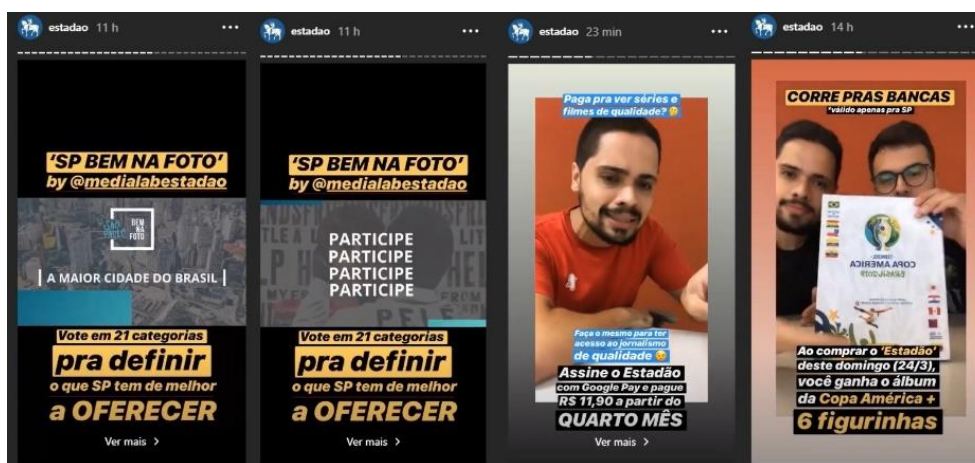 estadao 11 h
'SP BEM NA FOTO'
by @medialabestadao
SÃO PAULO
BEM
NA
FOTO
A MAIOR CIDADE DO BRASIL
Vote em 21 categorias
pra definir
o que SP tem de melhor
a OFERECER
Ver mais
estadao 11 h
'SP BEM NA FOTO'
by @medialabestadao
PARTICIPE
PARTICIPE
PARTICIPE
PARTICIPE
Vote em 21 categorias
pra definir
o que SP tem de melhor
a OFERECER
Ver mais
estadao 23 min
Paga pra ver séries e
filmes de qualidade?
Faça o mesmo para ter
acesso ao jornalismo
de qualidade
Assine o Estadão
com Google Pay e pague
R$ 11,90 a partir do
QUARTO MÊS
Ver mais
estadao 14 h
CORRE PRAS BANCAS
*válido apenas pra SP
COPA AMERICA
BRASIL 2019
Ao comprar o 'Estadão'
deste domingo (24/3),
você ganha o álbum
da Copa América +
6 figurinhas